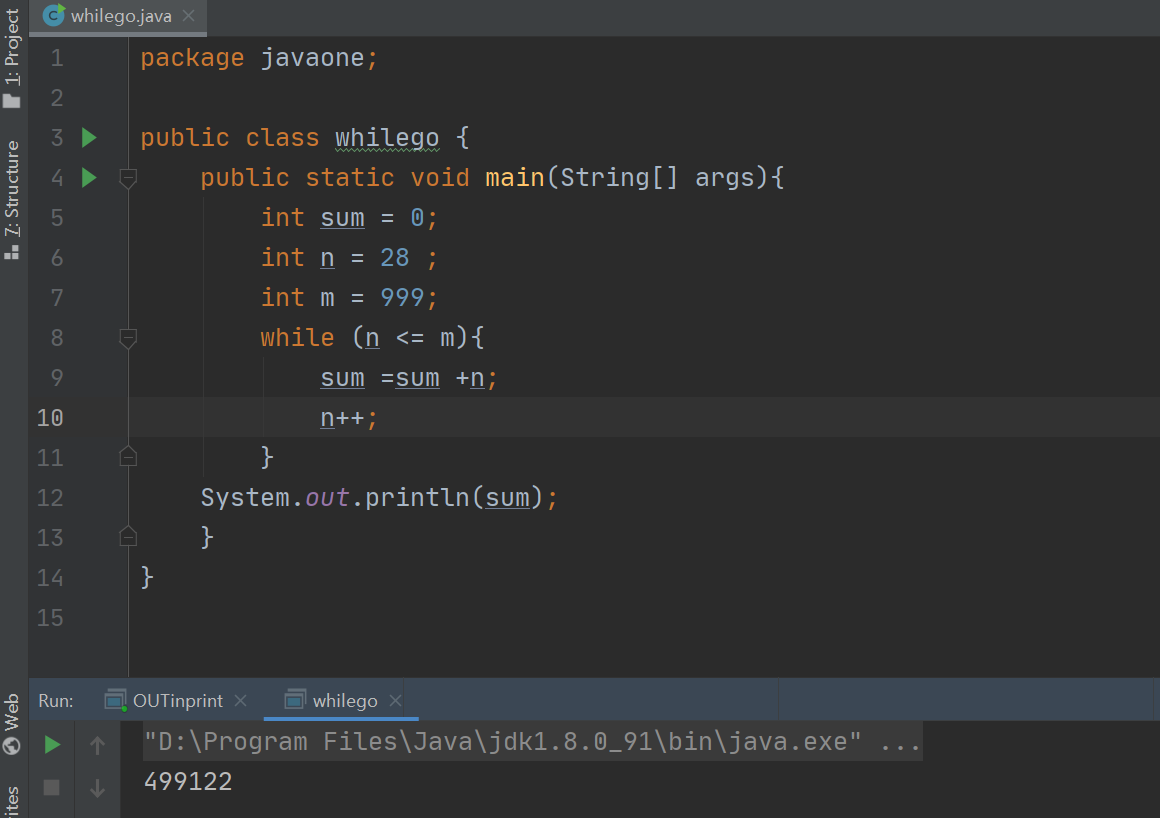 whilego.java
1: Project
7: Structure
Web
rites
1 package javaone;
2
3 public class whilego {
4 public static void main(String[] args){
5 int sum = 0;
6 int n = 28 ;
7 int m = 999;
8 while (n <= m){
9 sum =sum +n;
10 n++;
11 }
12 System.out.println(sum);
13 }
14 }
15
Run: OUTinprint whilego
"D:\Program Files\Java\jdk1.8.0_91\bin\java.exe" ...
499122